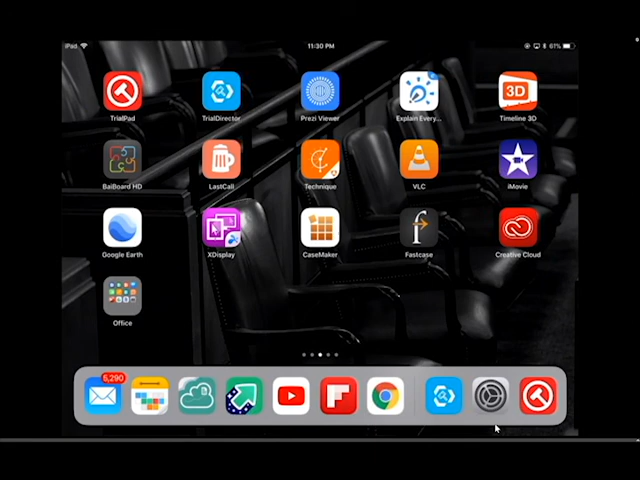 iPad 11:30 PM 61%
TrialPad TrialDirector Prezi Viewer Explain Every... Timeline 3D
3D
BaiBoard HD LastCall Technique VLC iMovie
Google Earth XDisplay CaseMaker Fastcase Creative Cloud
f
Office
5,290